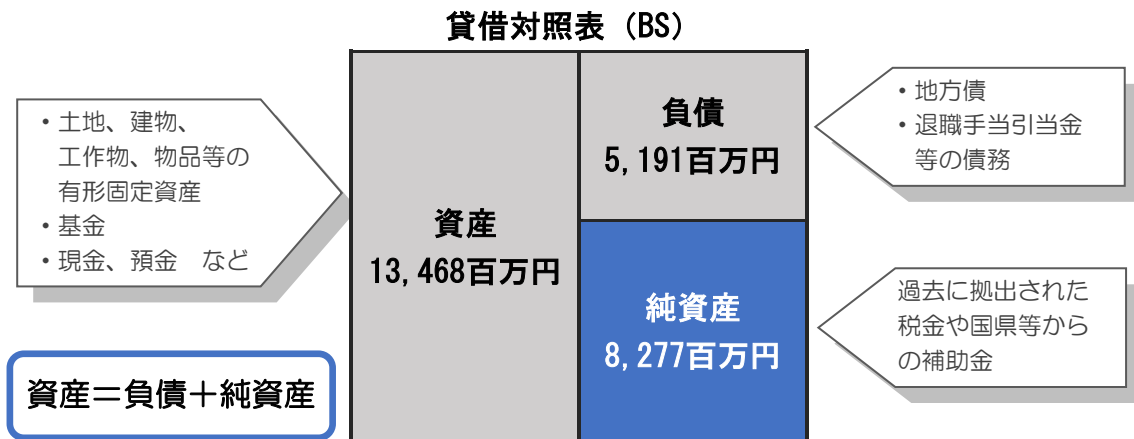 貸借対照表（BS）
・土地、建物、
工作物、物品等の
有形固定資産
・基金
・現金、預金　など
資産
13,468百万円
負債
5,191百万円
純資産
8,277百万円
・地方債
・退職手当引当金
等の債務
過去に拠出された
税金や国県等から
の補助金
資産＝負債＋純資産